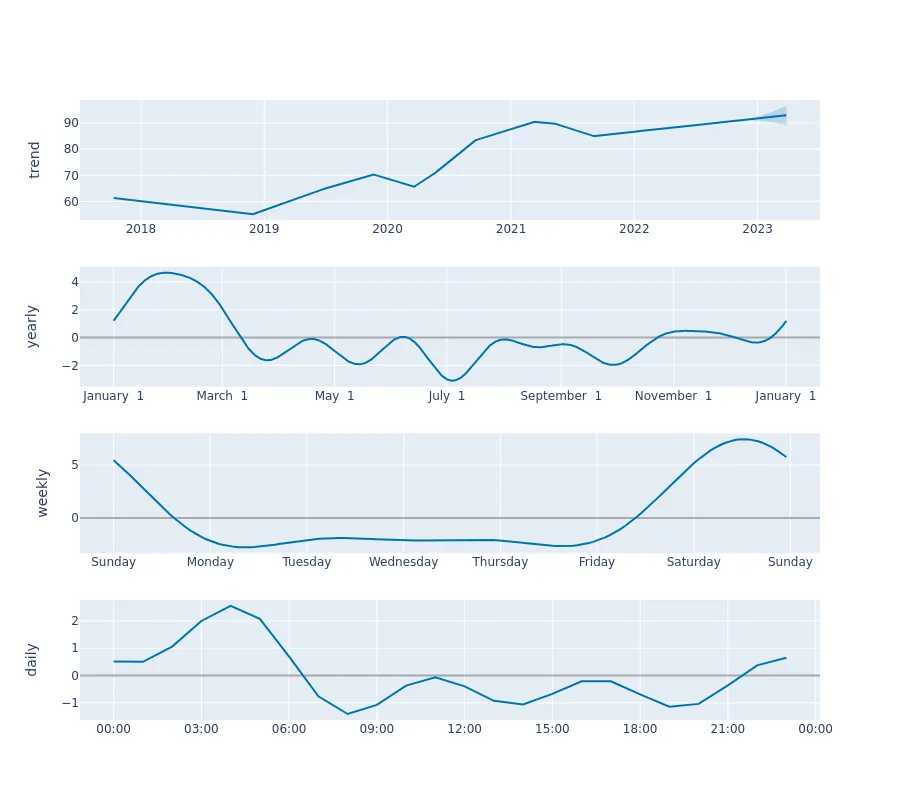 trend
90
80
70
60
2018 2019 2020 2021 2022 2023
yearly
4
2
0
−2
January 1 March 1 May 1 July 1 September 1 November 1 January 1
weekly
5
0
Sunday Monday Tuesday Wednesday Thursday Friday Saturday Sunday
daily
2
1
0
−1
00:00 03:00 06:00 09:00 12:00 15:00 18:00 21:00 00:00